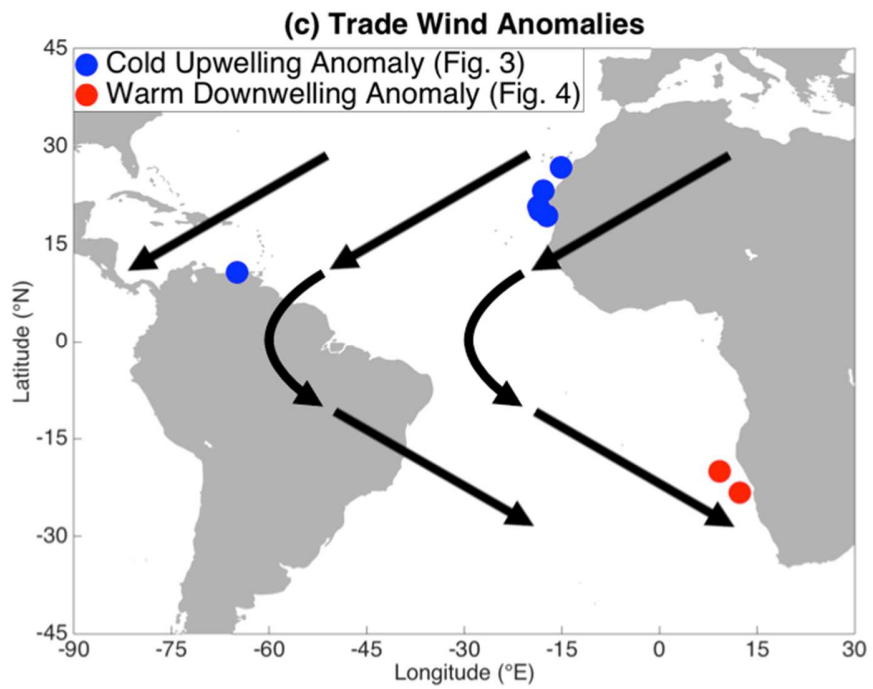 (c) Trade Wind Anomalies
45
Cold Upwelling Anomaly (Fig. 3)
Warm Downwelling Anomaly (Fig. 4)
30
15
0
-15
-30
-45
Latitude (°N)
-90 -75 -60 -45 -30 -15 0 15 30
Longitude (°E)